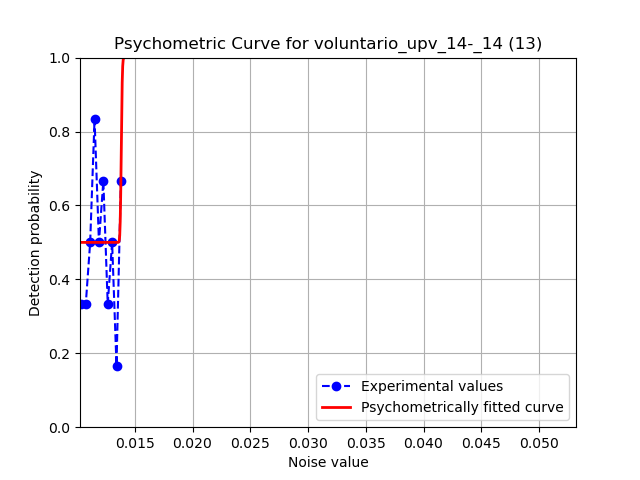 Psychometric Curve for voluntario_upv_14-_14 (13)
1.0
0.8
0.6
0.4
0.2
0.0
Detection probability
0.015 0.020 0.025 0.030 0.035 0.040 0.045 0.050
Noise value
Experimental values
Psychometrically fitted curve